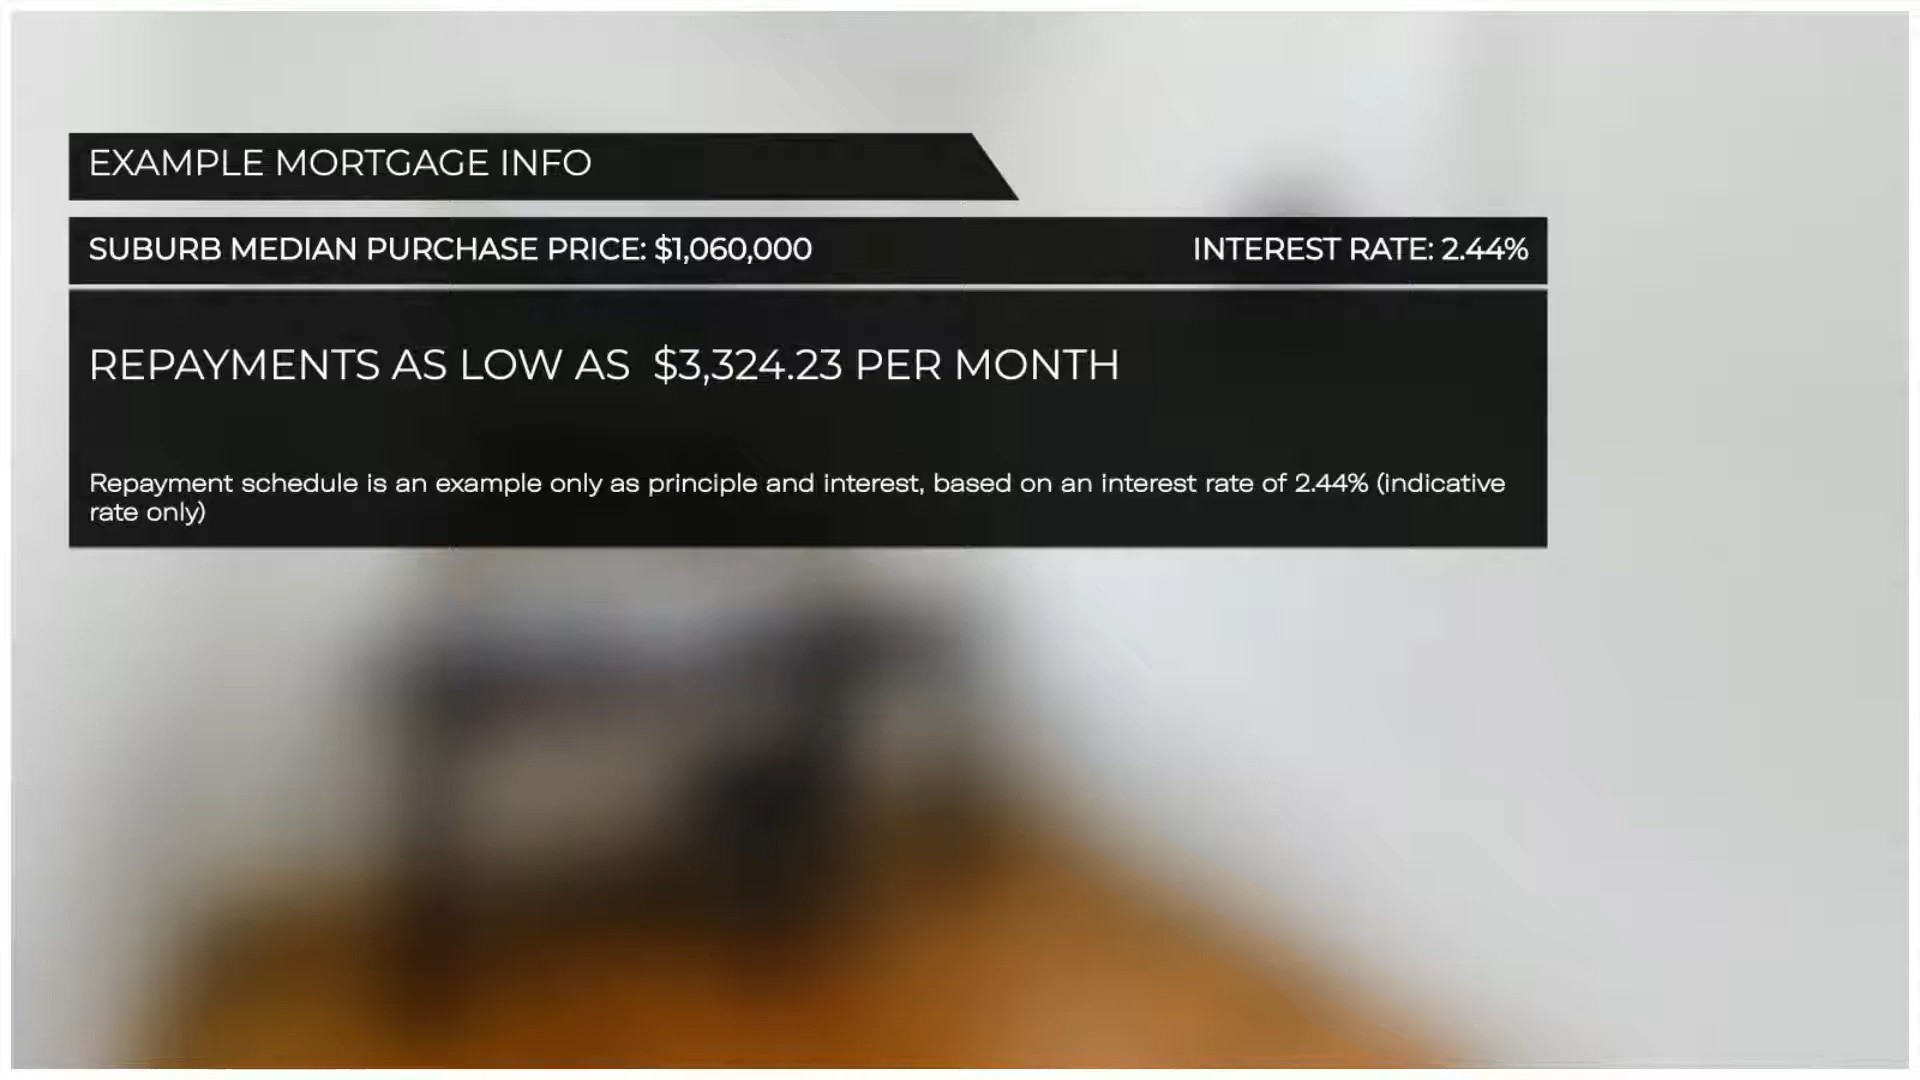 EXAMPLE MORTGAGE INFO
SUBURB MEDIAN PURCHASE PRICE: $1,060,000 INTEREST RATE: 2.44%
REPAYMENTS AS LOW AS $3,324.23 PER MONTH
Repayment schedule is an example only as principle and interest, based on an interest rate of 2.44% (indicative
rate only)